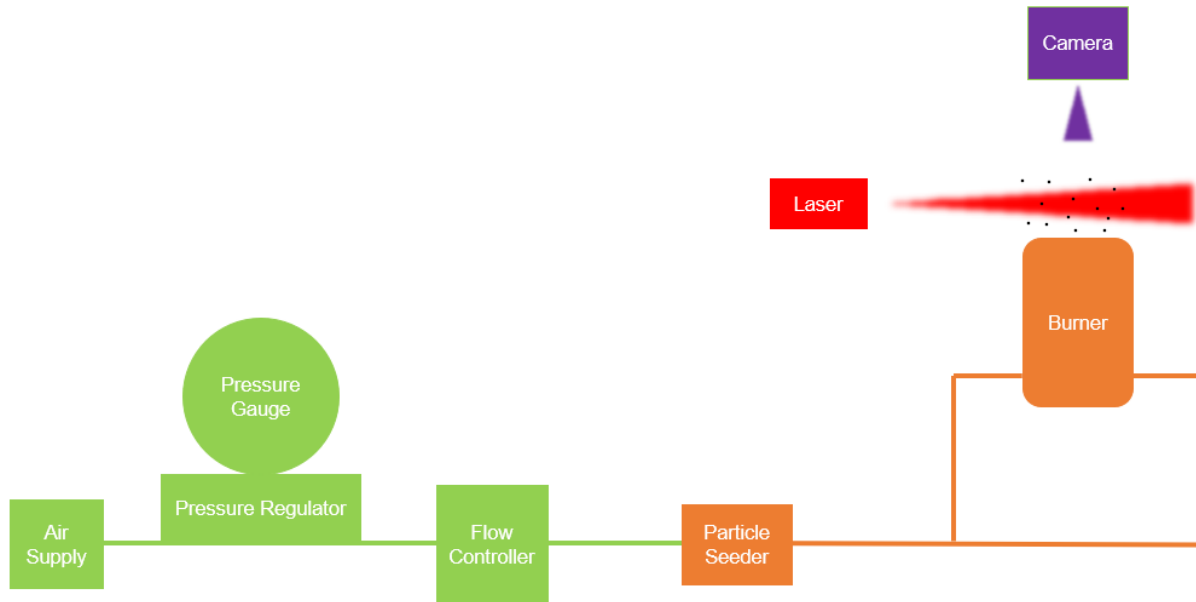 Camera
Laser
Burner
Pressure
Gauge
Pressure Regulator
Air
Supply
Flow
Controller
Particle
Seeder